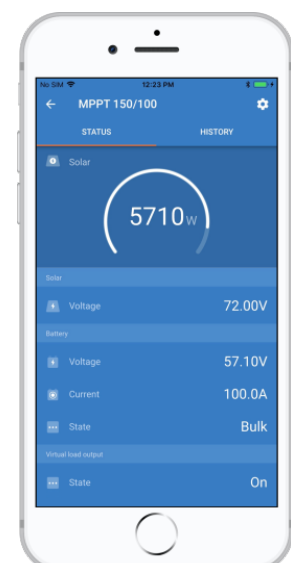 No SIM 12:23 PM
← MPPT 150/100
STATUS HISTORY
Solar
5710W
Solar
Voltage 72.00V
Battery
Voltage 57.10V
Current 100.0A
State Bulk
Virtual load output
State On